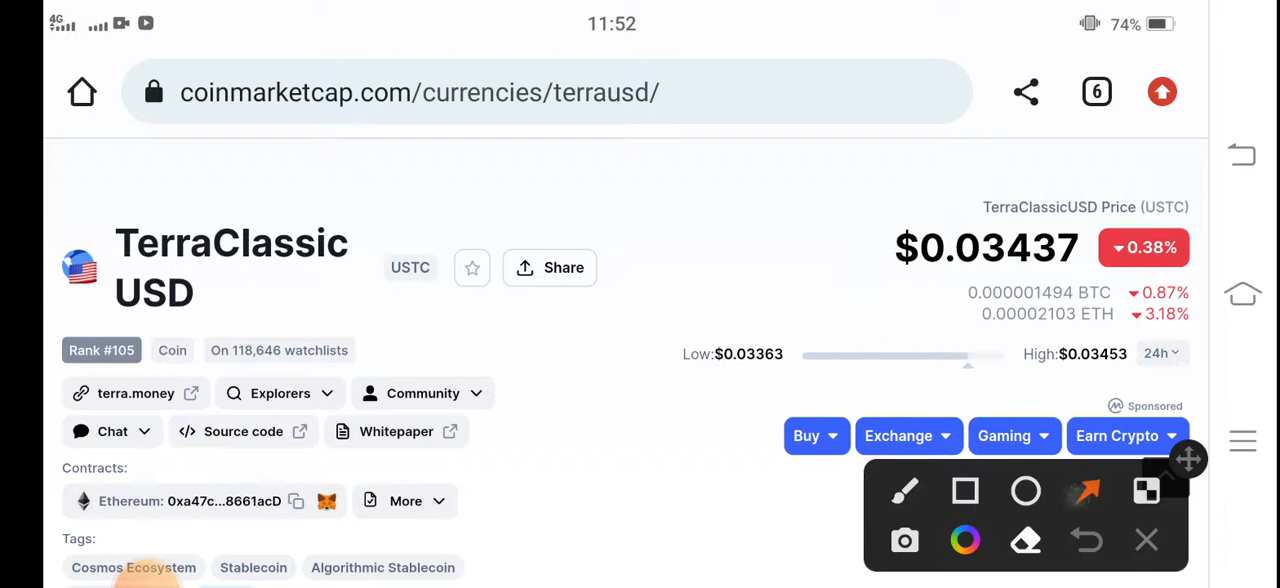 4G 11:52 74%
coinmarketcap.com/currencies/terrausd/ 6
TerraClassicUSD Price (USTC)
TerraClassic
USD
USTC Share
$0.03437 0.38%
0.000001494 BTC 0.87%
0.00002103 ETH 3.18%
Rank #105 Coin On 118,646 watchlists
Low:$0.03363 High:$0.03453 24h
terra.money Explorers Community
Sponsored
Chat Source code Whitepaper
Buy Exchange Gaming Earn Crypto
Contracts:
Ethereum: 0xa47c...8661acD More
Tags:
Cosmos Ecosystem Stablecoin Algorithmic Stablecoin